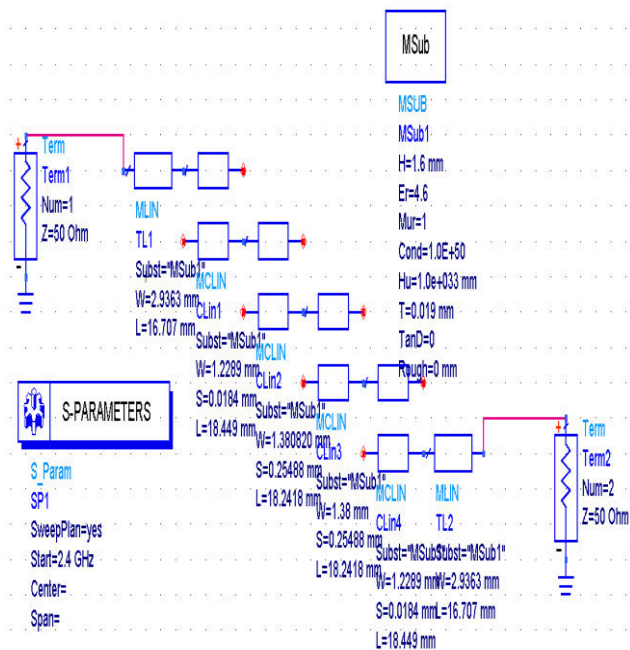 MSub
MSUB
MSub1
H=1.6 mm
Er=4.6
Mur=1
Cond=1.0E+50
Hu=1.0e+033 mm
T=0.019 mm
TanD=0
Rough=0 mm
+
Term
Term1
Num=1
Z=50 Ohm
-
MLIN
TL1
Subst="MSub1"
W=2.9363 mm
L=16.707 mm
MCLIN
CLin1
Subst="MSub1"
W=1.2289 mm
S=0.0184 mm
L=18.449 mm
MCLIN
CLin2
Subst="MSub1"
W=1.380820 mm
S=0.25488 mm
L=18.2418 mm
MCLIN
CLin3
Subst="MSub1"
W=1.38 mm
S=0.25488 mm
L=18.2418 mm
MCLIN
CLin4
Subst="MSub1"
W=1.2289 mm
S=0.0184 mm
L=18.449 mm
MLIN
TL2
Subst="MSub1"
W=2.9363 mm
L=16.707 mm
+
Term
Term2
Num=2
Z=50 Ohm
-
S-PARAMETERS
S_Param
SP1
SweepPlan=yes
Start=2.4 GHz
Center=
Span=